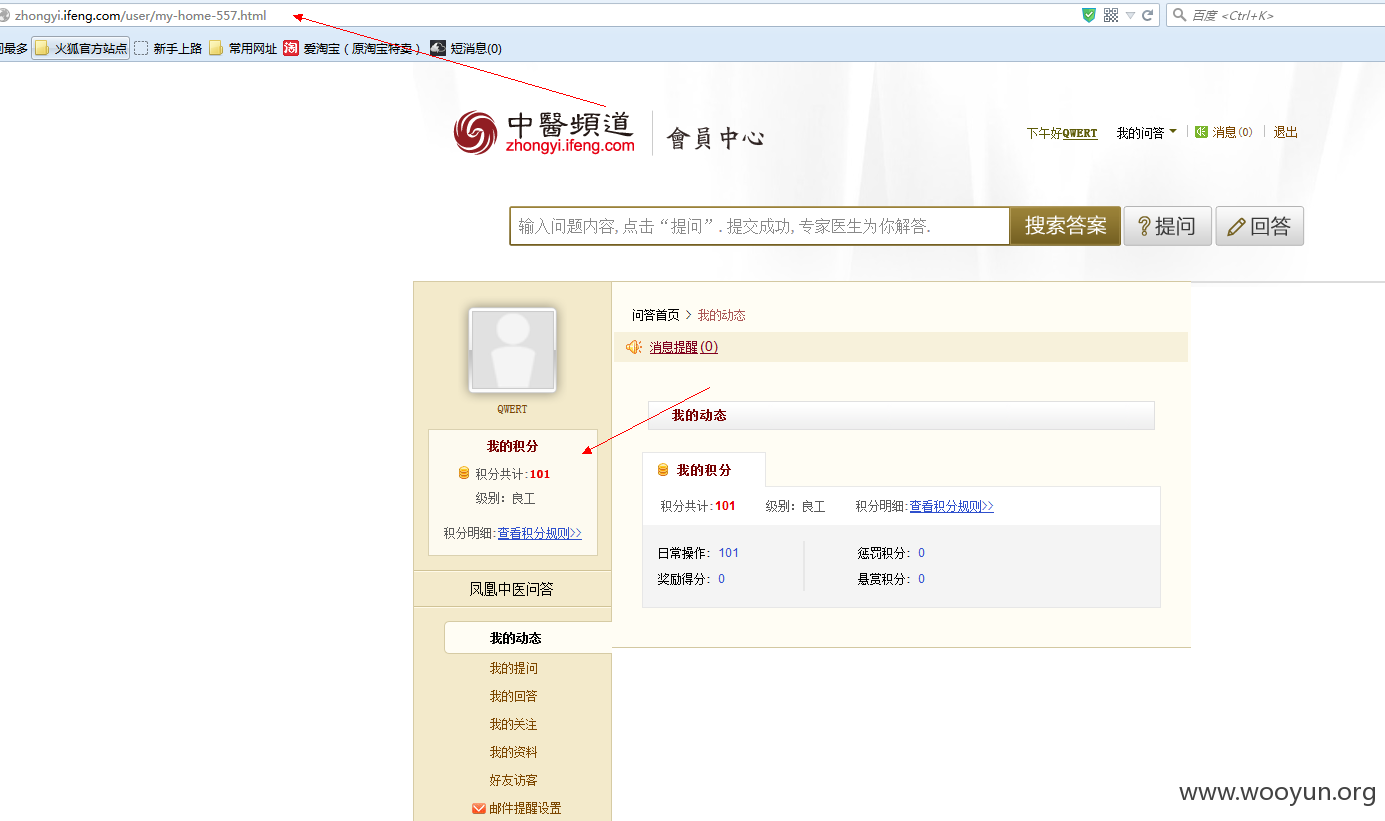 zhongyi.ifeng.com/user/my-home-557.html
百度 <Ctrl+K>
问最多 火狐官方站点 新手上路 常用网址 淘 爱淘宝（原淘宝特卖） 短消息(0)
中醫頻道
zhongyi.ifeng.com
會員中心
下午好QWERT 我的问答 消息(0) 退出
输入问题内容,点击“提问”. 提交成功, 专家医生为你解答.
搜索答案 ?提问 回答
QWERT
我的积分
积分共计:101
级别：良工
积分明细:查看积分规则>>
凤凰中医问答
我的动态
我的提问
我的回答
我的关注
我的资料
好友访客
邮件提醒设置
问答首页 > 我的动态
消息提醒(0)
我的动态
我的积分
积分共计:101 级别：良工 积分明细:查看积分规则>>
日常操作： 101 惩罚积分： 0
奖励得分： 0 悬赏积分： 0
www.wooyun.org